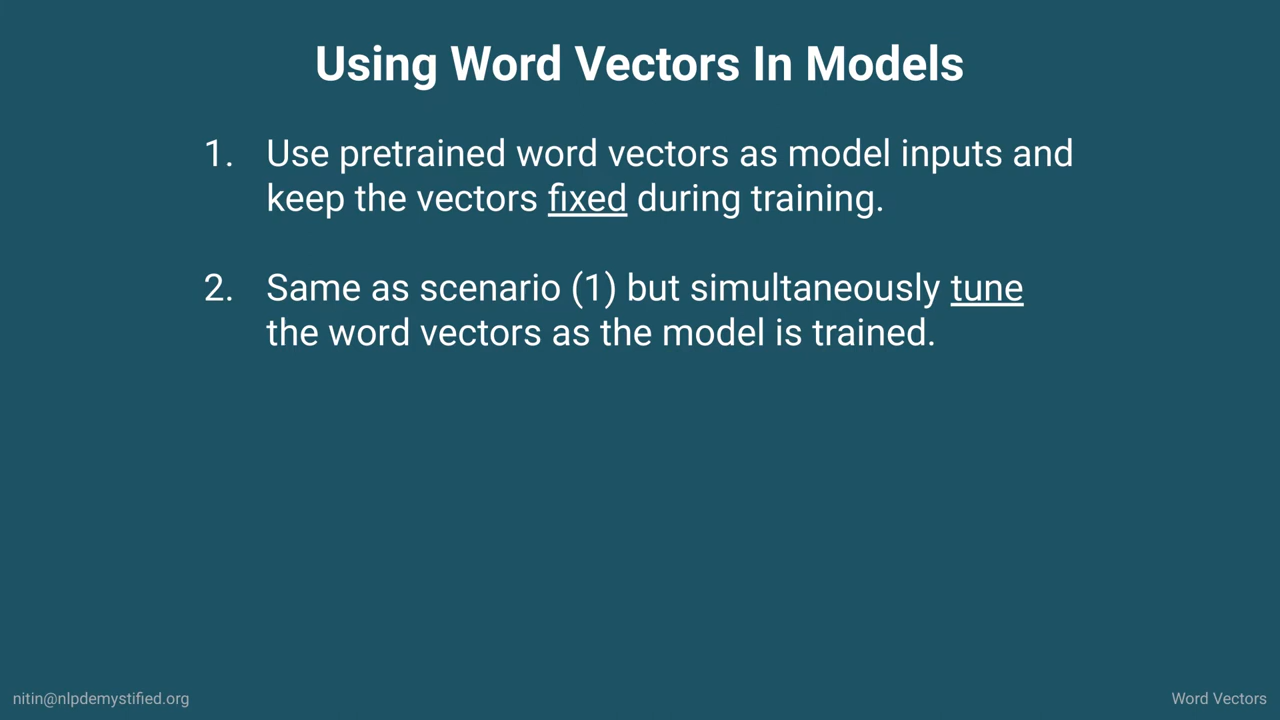 Using Word Vectors In Models
1. Use pretrained word vectors as model inputs and
keep the vectors fixed during training.
2. Same as scenario (1) but simultaneously tune
the word vectors as the model is trained.
nitin@nlpdemystified.org
Word Vectors